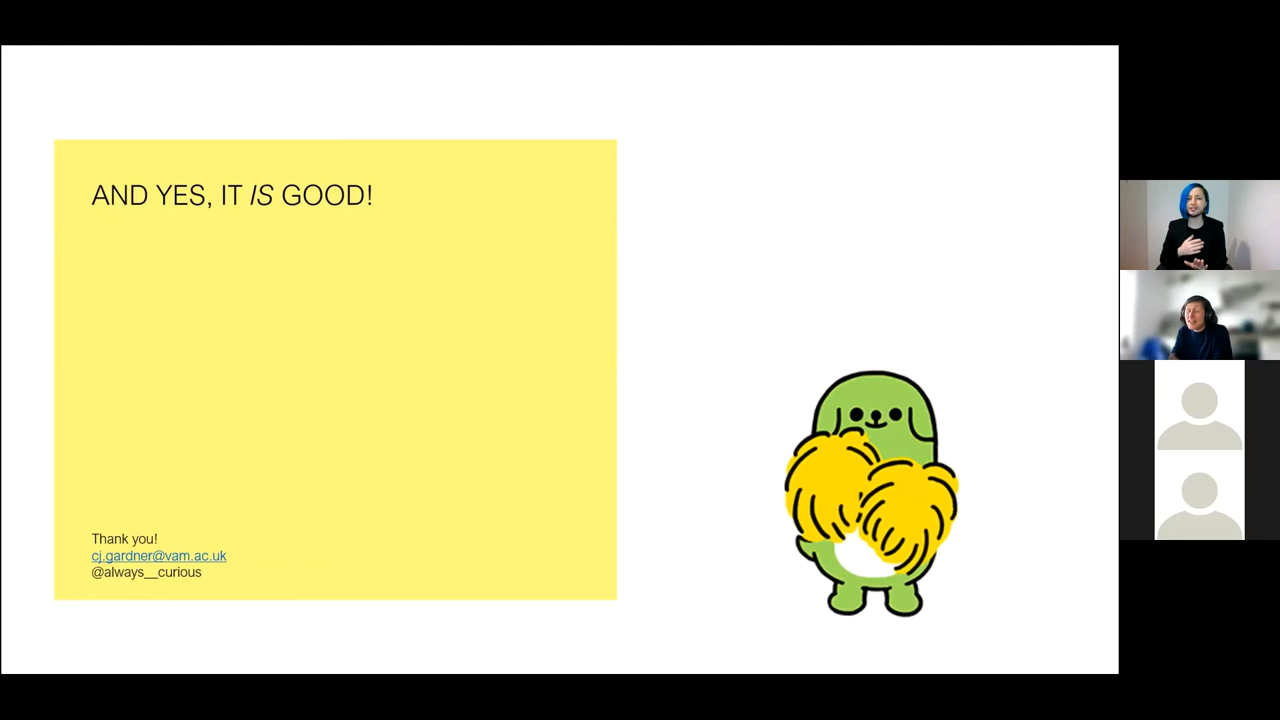 AND YES, IT IS GOOD!
Thank you!
cj.gardner@vam.ac.uk
@always__curious